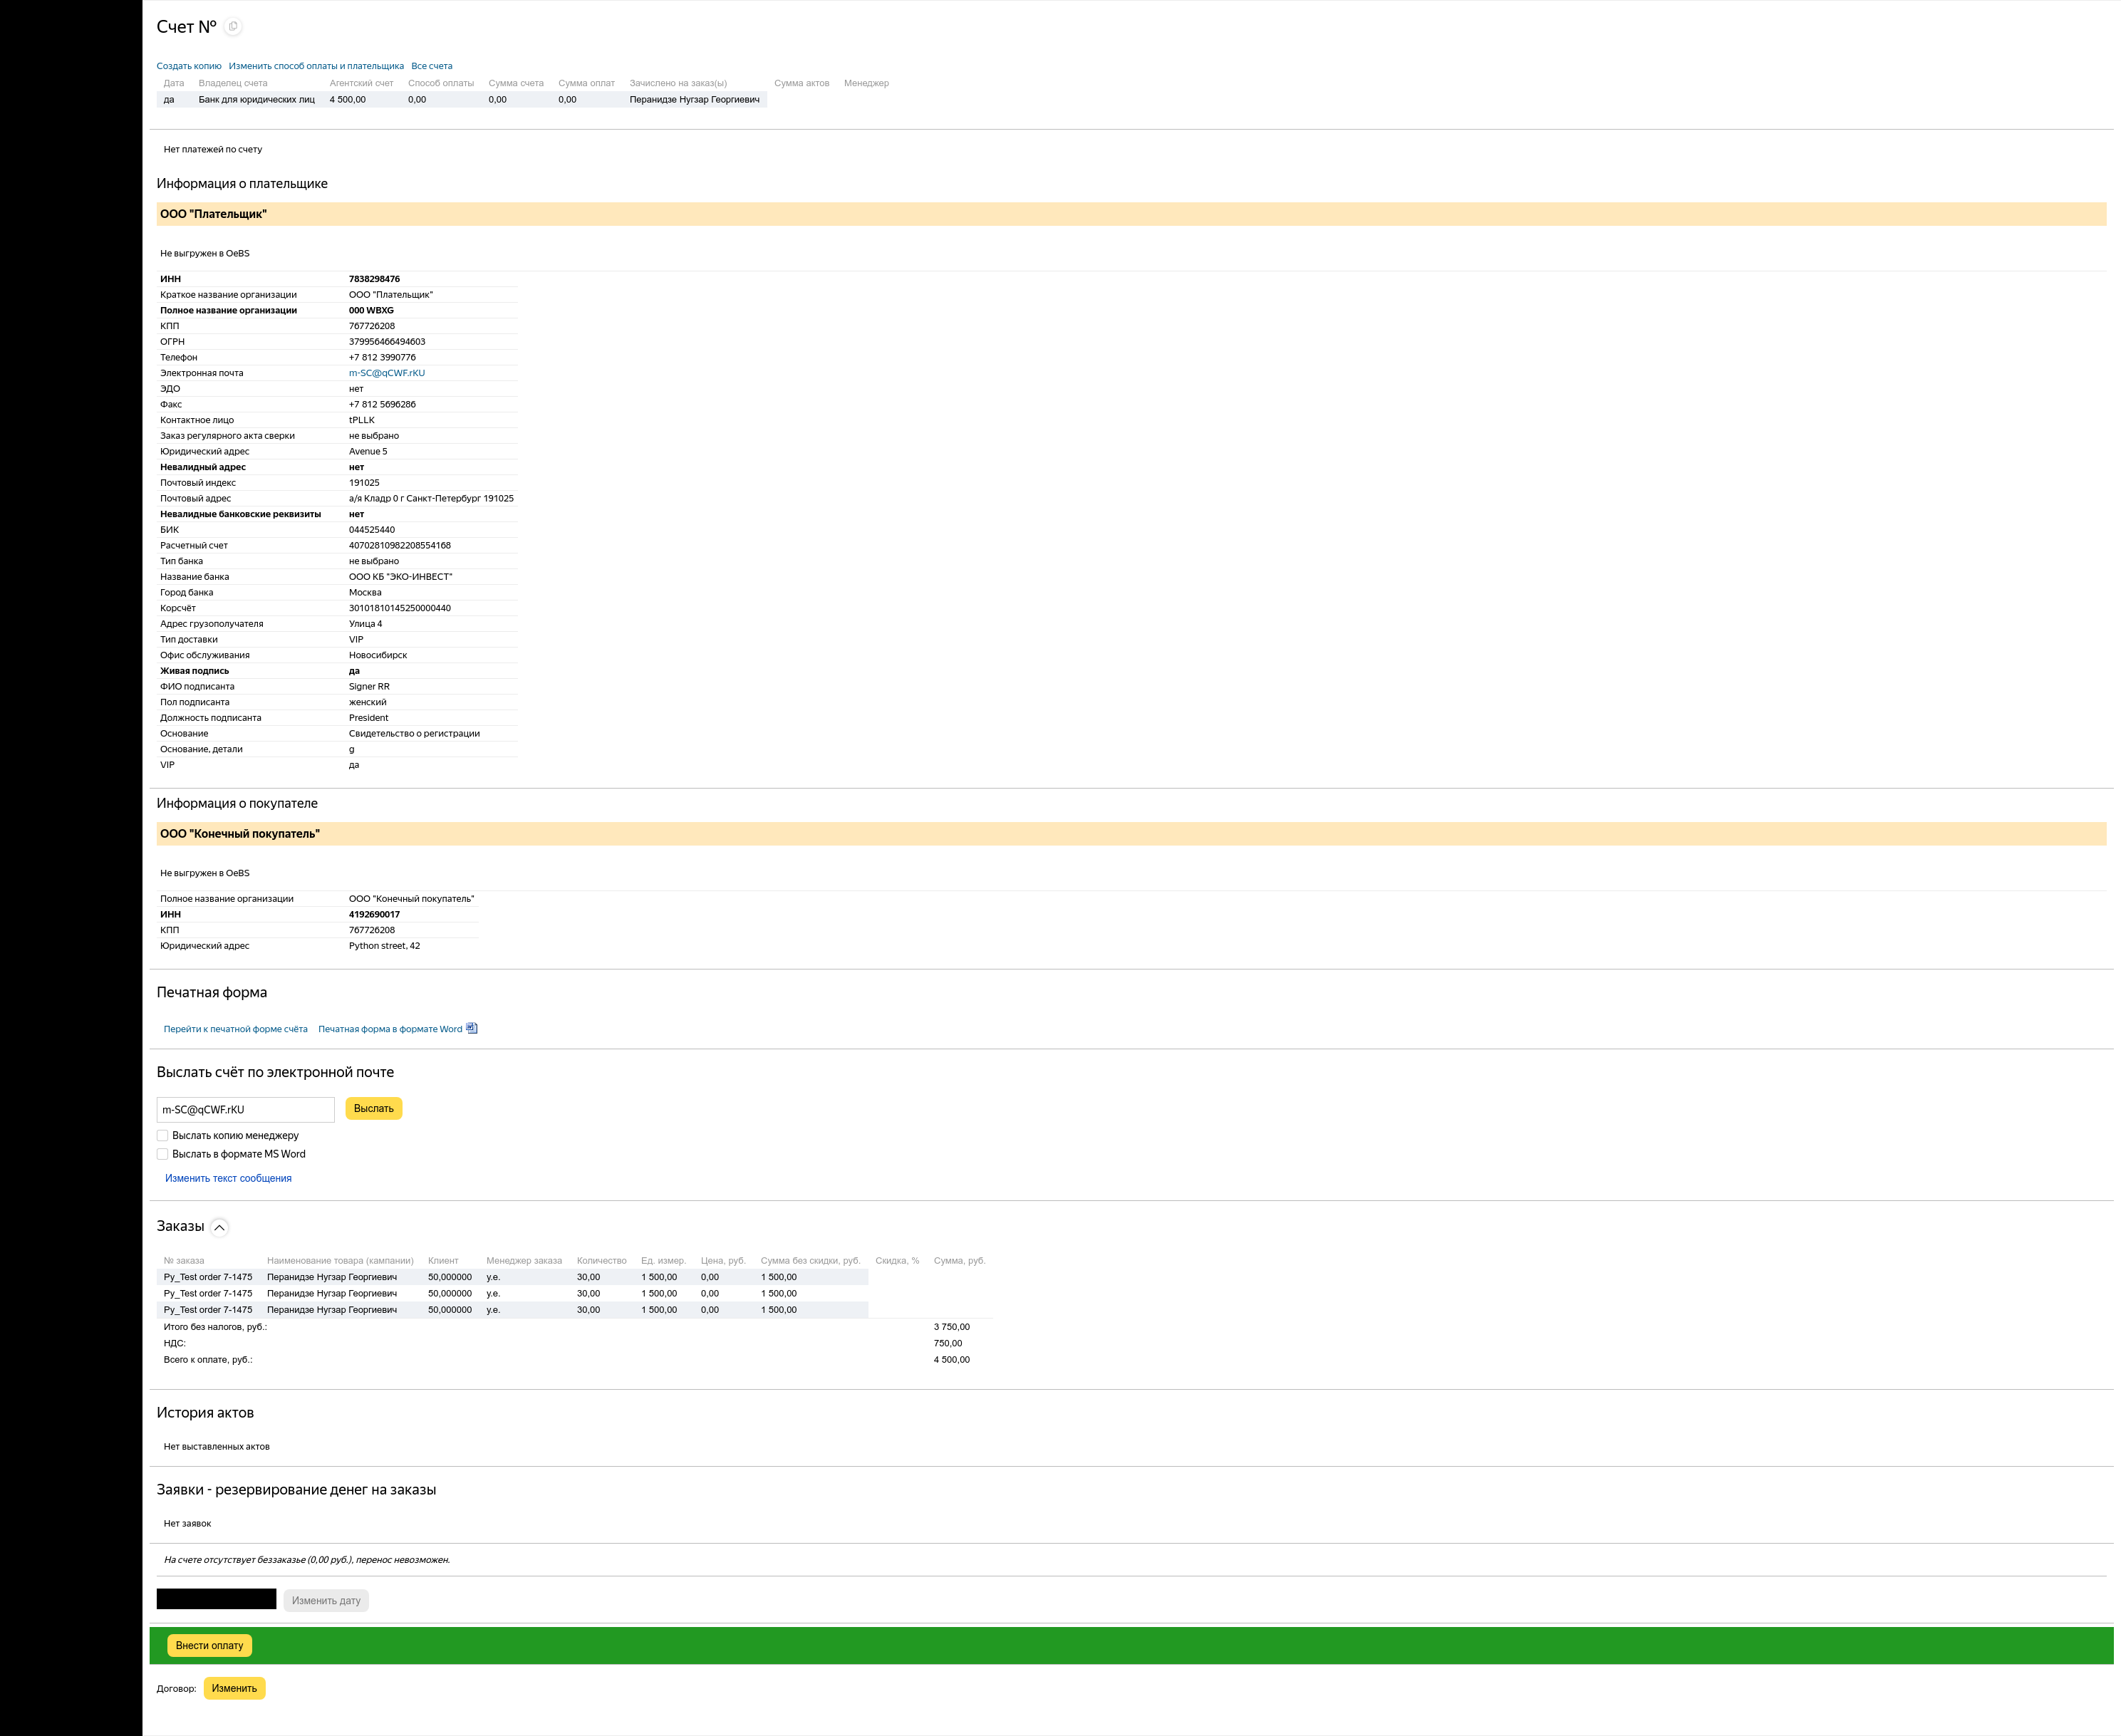 Счет №
Создать копию Изменить способ оплаты и плательщика Все счета
Дата Владелец счета Агентский счет Способ оплаты Сумма счета Сумма оплат Зачислено на заказ(ы) Сумма актов Менеджер
да Банк для юридических лиц 4 500,00 0,00 0,00 0,00 Перанидзе Нугзар Георгиевич
Нет платежей по счету
Информация о плательщике
ООО "Плательщик"
Не выгружен в OeBS
ИНН 7838298476
Краткое название организации ООО "Плательщик"
Полное название организации 000 WBXG
КПП 767726208
ОГРН 379956466494603
Телефон +7 812 3990776
Электронная почта m-SC@qCWF.rKU
ЭДО нет
Факс +7 812 5696286
Контактное лицо tPLLK
Заказ регулярного акта сверки не выбрано
Юридический адрес Avenue 5
Невалидный адрес нет
Почтовый индекс 191025
Почтовый адрес а/я Кладр 0 г Санкт-Петербург 191025
Невалидные банковские реквизиты нет
БИК 044525440
Расчетный счет 40702810982208554168
Тип банка не выбрано
Название банка ООО КБ "ЭКО-ИНВЕСТ"
Город банка Москва
Корсчёт 30101810145250000440
Адрес грузополучателя Улица 4
Тип доставки VIP
Офис обслуживания Новосибирск
Живая подпись да
ФИО подписанта Signer RR
Пол подписанта женский
Должность подписанта President
Основание Свидетельство о регистрации
Основание, детали g
VIP да
Информация о покупателе
ООО "Конечный покупатель"
Не выгружен в OeBS
Полное название организации ООО "Конечный покупатель"
ИНН 4192690017
КПП 767726208
Юридический адрес Python street, 42
Печатная форма
Перейти к печатной форме счёта Печатная форма в формате Word
Выслать счёт по электронной почте
m-SC@qCWF.rKU Выслать
Выслать копию менеджеру
Выслать в формате MS Word
Изменить текст сообщения
Заказы
№ заказа Наименование товара (кампании) Клиент Менеджер заказа Количество Ед. измер. Цена, руб. Сумма без скидки, руб. Скидка, % Сумма, руб.
Py_Test order 7-1475 Перанидзе Нугзар Георгиевич 50,000000 у.е. 30,00 1 500,00 0,00 1 500,00
Py_Test order 7-1475 Перанидзе Нугзар Георгиевич 50,000000 у.е. 30,00 1 500,00 0,00 1 500,00
Py_Test order 7-1475 Перанидзе Нугзар Георгиевич 50,000000 у.е. 30,00 1 500,00 0,00 1 500,00
Итого без налогов, руб.: 3 750,00
НДС: 750,00
Всего к оплате, руб.: 4 500,00
История актов
Нет выставленных актов
Заявки - резервирование денег на заказы
Нет заявок
На счете отсутствует беззаказье (0,00 руб.), перенос невозможен.
Изменить дату
Внести оплату
Договор: Изменить